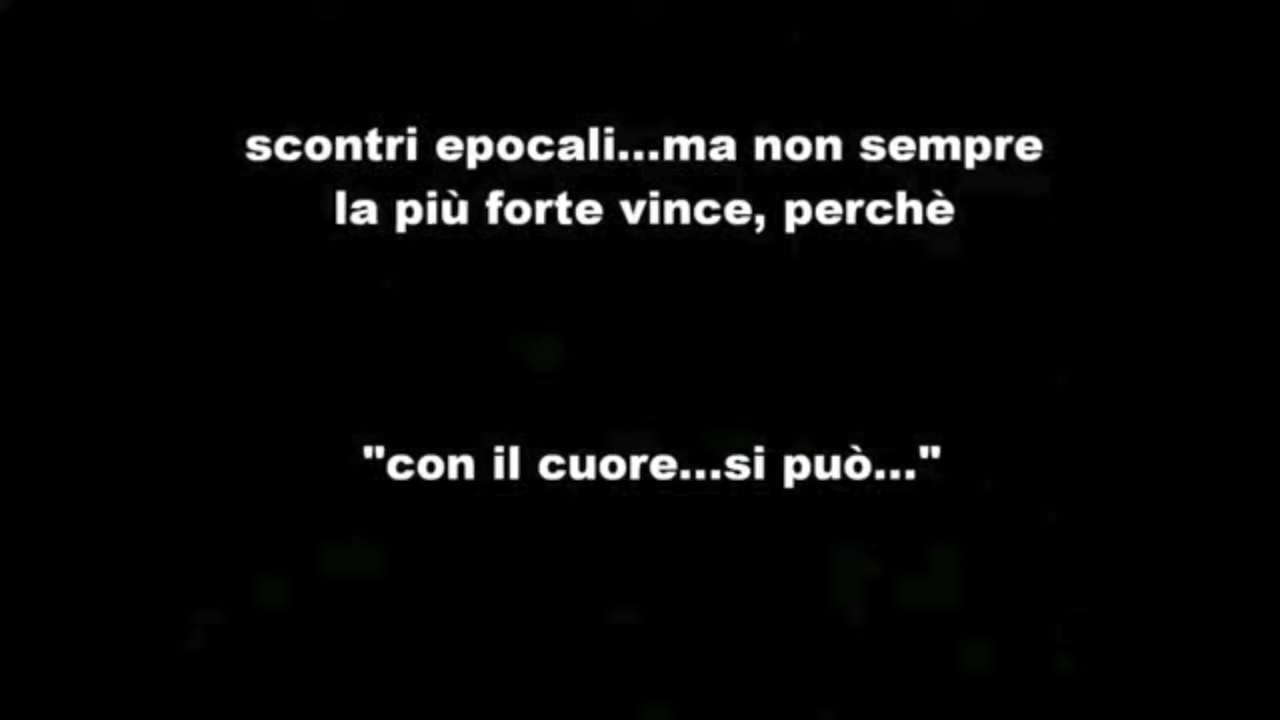 scontri epocali...ma non sempre
la più forte vince, perchè
"con il cuore...si può..."